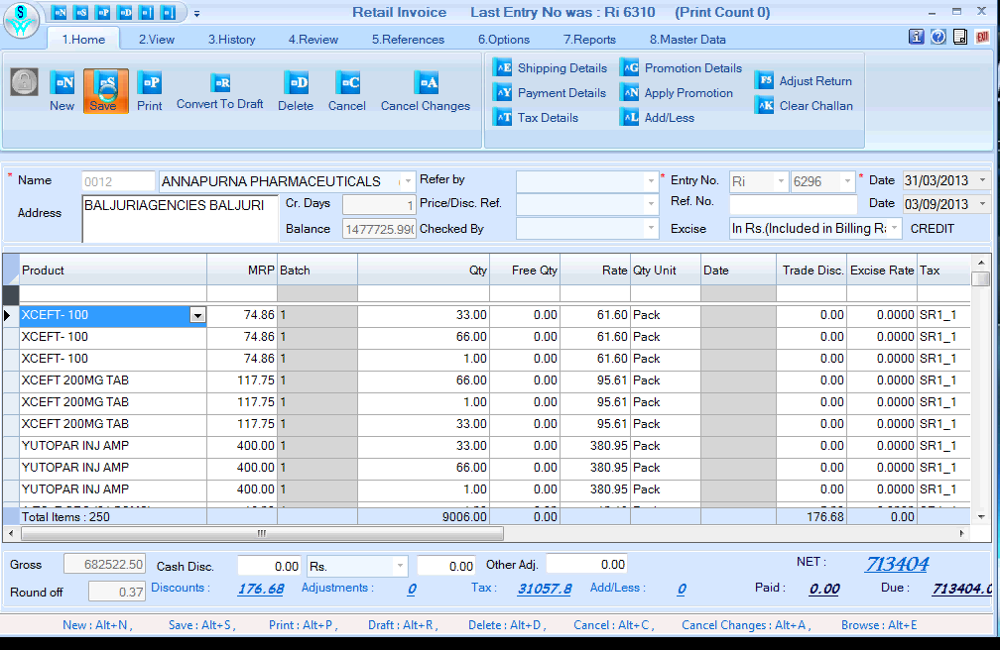 S N S P D Retail Invoice Last Entry No was : Ri 6310 (Print Count 0)
1.Home 2.View 3.History 4.Review 5.References 6.Options 7.Reports 8.Master Data EXIT
N S P R D C A
New Save Print Convert To Draft Delete Cancel Cancel Changes
^E Shipping Details ^G Promotion Details
^Y Payment Details ^N Apply Promotion
^T Tax Details ^L Add/Less
F5 Adjust Return
^K Clear Challan
* Name 0012 ANNAPURNA PHARMACEUTICALS Refer by * Entry No. Ri 6296 * Date 31/03/2013
Address BALJURIAGENCIES BALJURI Cr. Days 1 Price/Disc. Ref. Ref. No. Date 03/09/2013
Balance 1477725.990 Checked By Excise In Rs.(Included in Billing Ra CREDIT
Product MRP Batch Qty Free Qty Rate Qty Unit Date Trade Disc. Excise Rate Tax
XCEFT- 100 74.86 1 33.00 0.00 61.60 Pack 0.00 0.0000 SR1_1
XCEFT- 100 74.86 1 66.00 0.00 61.60 Pack 0.00 0.0000 SR1_1
XCEFT- 100 74.86 1 1.00 0.00 61.60 Pack 0.00 0.0000 SR1_1
XCEFT 200MG TAB 117.75 1 66.00 0.00 95.61 Pack 0.00 0.0000 SR1_1
XCEFT 200MG TAB 117.75 1 1.00 0.00 95.61 Pack 0.00 0.0000 SR1_1
XCEFT 200MG TAB 117.75 1 33.00 0.00 95.61 Pack 0.00 0.0000 SR1_1
YUTOPAR INJ AMP 400.00 1 33.00 0.00 380.95 Pack 0.00 0.0000 SR1_1
YUTOPAR INJ AMP 400.00 1 66.00 0.00 380.95 Pack 0.00 0.0000 SR1_1
YUTOPAR INJ AMP 400.00 1 1.00 0.00 380.95 Pack 0.00 0.0000 SR1_1
Total Items : 250 9006.00 0.00 176.68 0.00
Gross 682522.50 Cash Disc. 0.00 Rs. 0.00 Other Adj. 0.00 NET : 713404
Round off 0.37 Discounts : 176.68 Adjustments : 0 Tax : 31057.8 Add/Less : 0 Paid : 0.00 Due : 713404.0
New : Alt+N , Save : Alt+S , Print : Alt+P , Draft : Alt+R , Delete : Alt+D , Cancel : Alt+C , Cancel Changes : Alt+A , Browse : Alt+E